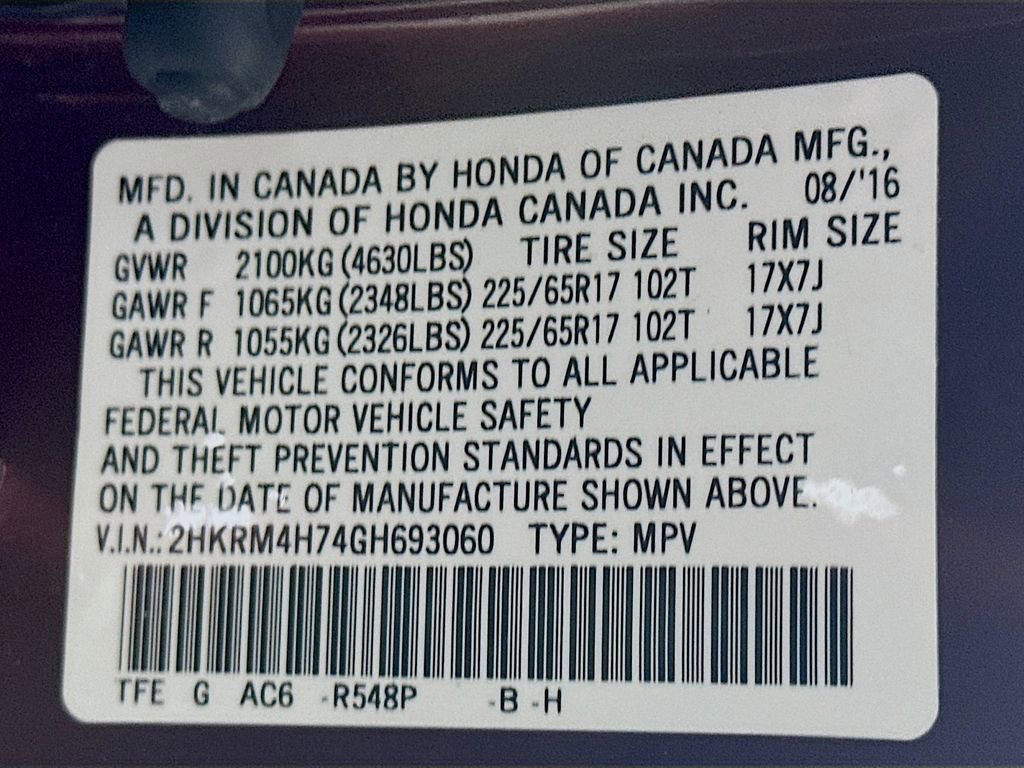 MFD. IN CANADA BY HONDA OF CANADA MFG.,
A DIVISION OF HONDA CANADA INC. 08/'16
GVWR 2100KG (4630LBS) TIRE SIZE RIM SIZE
GAWR F 1065KG (2348LBS) 225/65R17 102T 17X7J
GAWR R 1055KG (2326LBS) 225/65R17 102T 17X7J
THIS VEHICLE CONFORMS TO ALL APPLICABLE
FEDERAL MOTOR VEHICLE SAFETY
AND THEFT PREVENTION STANDARDS IN EFFECT
ON THE DATE OF MANUFACTURE SHOWN ABOVE.
V.I.N.: 2HKRM4H74GH693060 TYPE: MPV
TFE G AC6 -R548P -B -H